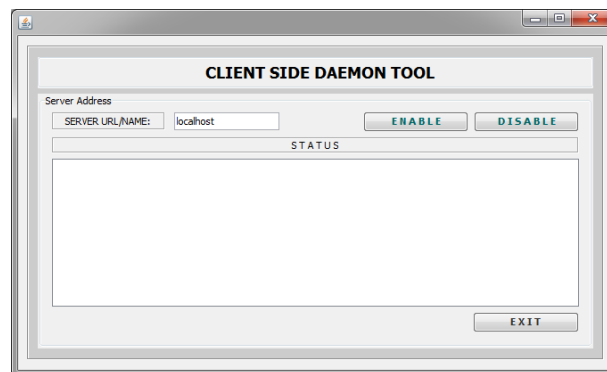 CLIENT SIDE DAEMON TOOL
Server Address
SERVER URL/NAME: localhost ENABLE DISABLE
STATUS
EXIT